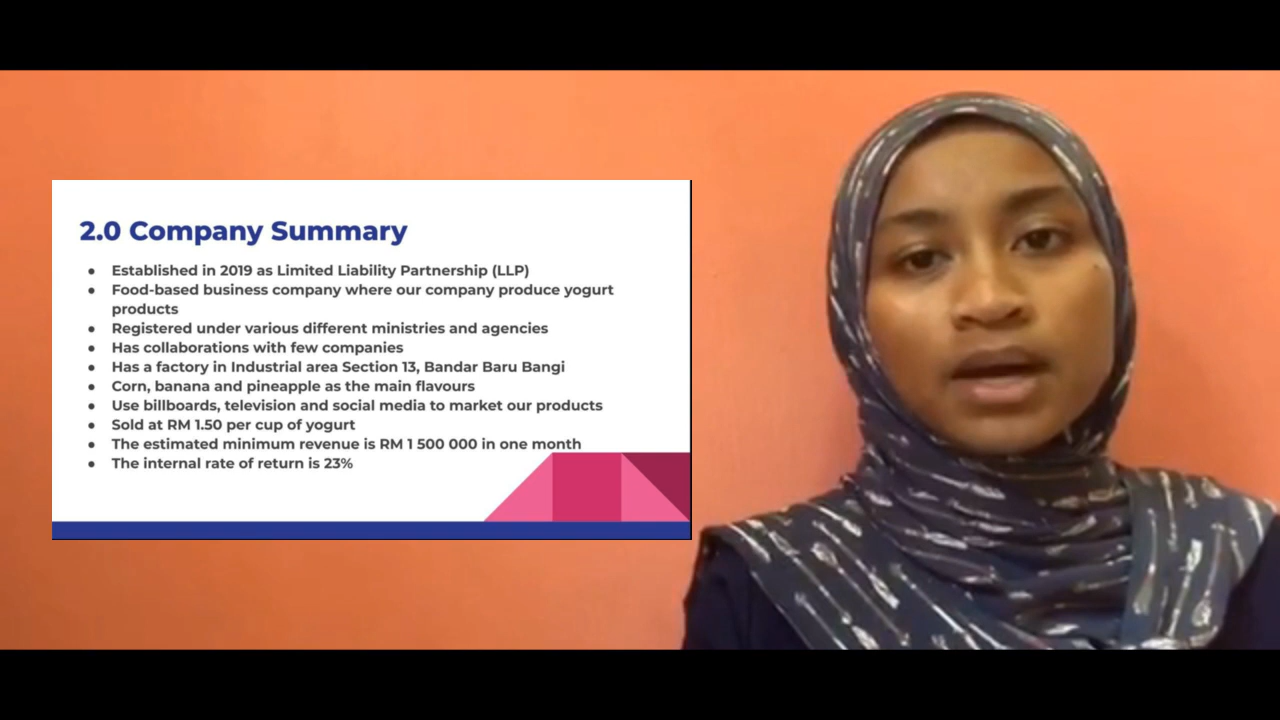 2.0 Company Summary
● Established in 2019 as Limited Liability Partnership (LLP)
● Food-based business company where our company produce yogurt
products
● Registered under various different ministries and agencies
● Has collaborations with few companies
● Has a factory in Industrial area Section 13, Bandar Baru Bangi
● Corn, banana and pineapple as the main flavours
● Use billboards, television and social media to market our products
● Sold at RM 1.50 per cup of yogurt
● The estimated minimum revenue is RM 1 500 000 in one month
● The internal rate of return is 23%